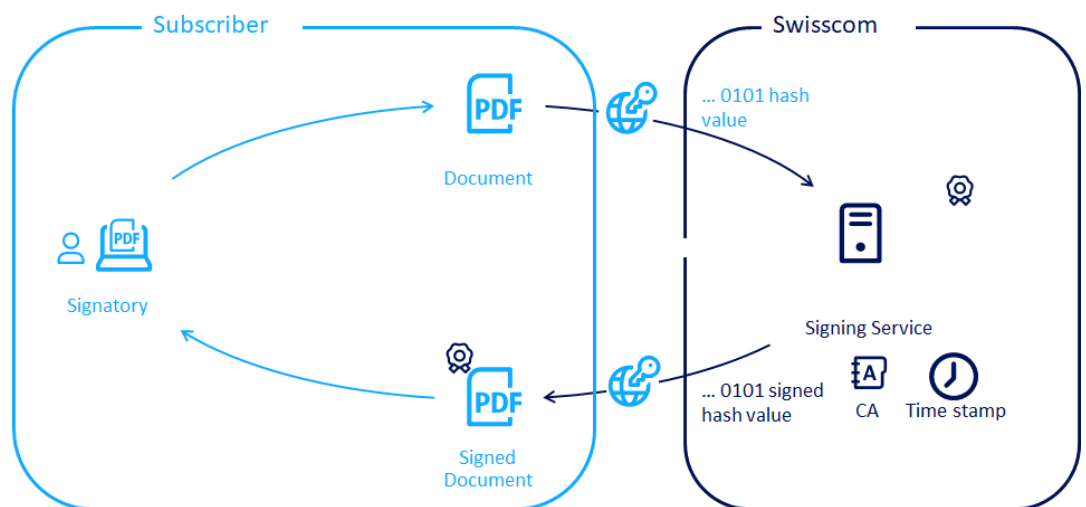 Subscriber
Swisscom
PDF
... 0101 hash
value
Document
PDF
Signatory
Signing Service
PDF
... 0101 signed
hash value
A
CA
Time stamp
Signed
Document